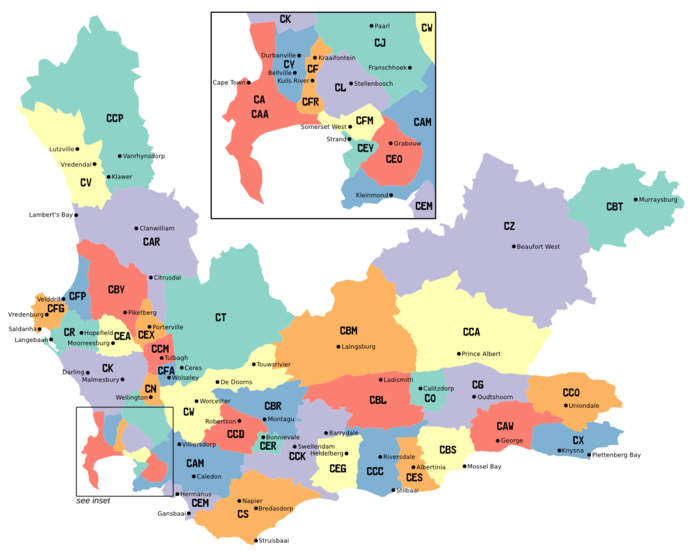 CK
CW
Paarl
CJ
Durbanville
Kraaifontein
CY
CF
Franschhoek
Bellville
Cape Town
Kuils River
CL
Stellenbosch
CA
CFR
CAA
CFM
CAM
Somerset West
Strand
Grabouw
CEY
CEO
Kleinmond
CEM
CCP
Lutzville
Vanrhynsdorp
Vredendal
Klawer
CV
Lambert's Bay
Clanwilliam
CAR
CZ
Beaufort West
CBT
Murraysburg
Citrusdal
CBY
CFP
Velddrif
CFG
Vredenburg
Piketberg
CT
Saldanha
CR
Hopefield
CEA
CEX
Porterville
Langebaan
Moorreesburg
CCM
Tulbagh
CBM
Laingsburg
CCA
Prince Albert
CK
CFA
Ceres
Touwsrivier
Darling
Malmesbury
Wolseley
De Doorns
Ladismith
CN
Wellington
CW
Worcester
CBR
CBL
CO
Calitzdorp
CG
Oudtshoorn
CCO
Uniondale
Robertson
Montagu
CCD
CAW
George
CX
Bonnievale
CER
Barrydale
Villiersdorp
Swellendam
CCK
Heidelberg
CEG
Riversdale
CBS
Knysna
Plettenberg Bay
CAM
CCC
Albertinia
CES
Mossel Bay
Caledon
Stilbaai
see inset
Hermanus
CEM
Napier
Gansbaai
CS
Bredasdorp
Struisbaai